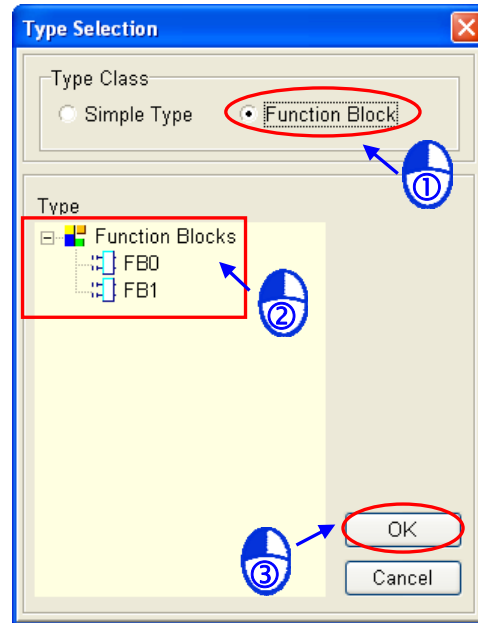 Type Selection
Type Class
Simple Type Function Block
①
Type
Function Blocks
FB0
FB1
②
OK
③
Cancel